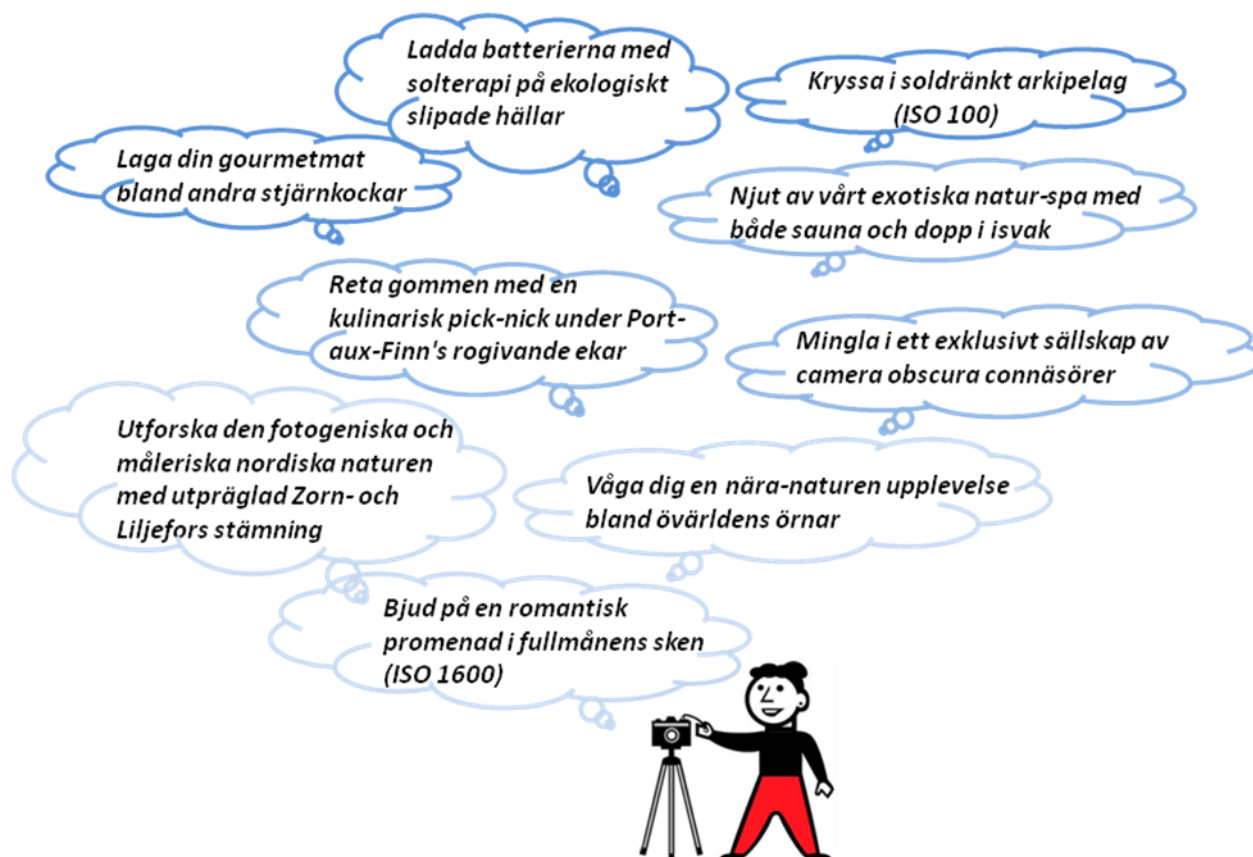 Ladda batterierna med
solterapi på ekologiskt
slipade hällar
Kryssa i soldränkt arkipelag
(ISO 100)
Laga din gourmetmat
bland andra stjärnkockar
Njut av vårt exotiska natur-spa med
både sauna och dopp i isvak
Reta gommen med en
kulinarisk pick-nick under Port-
aux-Finn's rogivande ekar
Mingla i ett exklusivt sällskap av
camera obscura connäsörer
Utforska den fotogeniska och
måleriska nordiska naturen
med utpräglad Zorn- och
Liljefors stämning
Våga dig en nära-naturen upplevelse
bland övärldens örnar
Bjud på en romantisk
promenad i fullmånens sken
(ISO 1600)